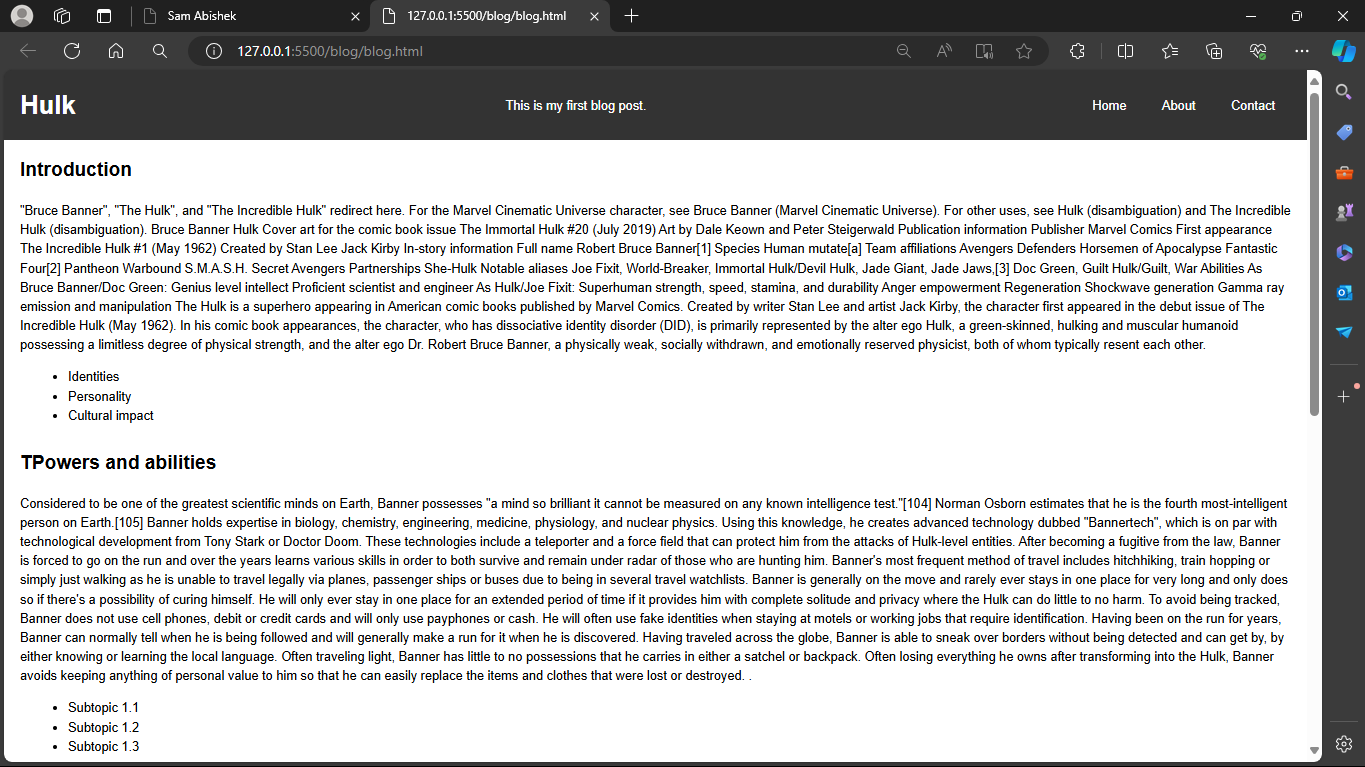 Sam Abishek
127.0.0.1:5500/blog/blog.html
127.0.0.1:5500/blog/blog.html
Hulk
This is my first blog post.
Home
About
Contact
Introduction
"Bruce Banner", "The Hulk", and "The Incredible Hulk" redirect here. For the Marvel Cinematic Universe character, see Bruce Banner (Marvel Cinematic Universe). For other uses, see Hulk (disambiguation) and The Incredible
Hulk (disambiguation). Bruce Banner Hulk Cover art for the comic book issue The Immortal Hulk #20 (July 2019) Art by Dale Keown and Peter Steigerwald Publication information Publisher Marvel Comics First appearance
The Incredible Hulk #1 (May 1962) Created by Stan Lee Jack Kirby In-story information Full name Robert Bruce Banner[1] Species Human mutate[a] Team affiliations Avengers Defenders Horsemen of Apocalypse Fantastic
Four[2] Pantheon Warbound S.M.A.S.H. Secret Avengers Partnerships She-Hulk Notable aliases Joe Fixit, World-Breaker, Immortal Hulk/Devil Hulk, Jade Giant, Jade Jaws,[3] Doc Green, Guilt Hulk/Guilt, War Abilities As
Bruce Banner/Doc Green: Genius level intellect Proficient scientist and engineer As Hulk/Joe Fixit: Superhuman strength, speed, stamina, and durability Anger empowerment Regeneration Shockwave generation Gamma ray
emission and manipulation The Hulk is a superhero appearing in American comic books published by Marvel Comics. Created by writer Stan Lee and artist Jack Kirby, the character first appeared in the debut issue of The
Incredible Hulk (May 1962). In his comic book appearances, the character, who has dissociative identity disorder (DID), is primarily represented by the alter ego Hulk, a green-skinned, hulking and muscular humanoid
possessing a limitless degree of physical strength, and the alter ego Dr. Robert Bruce Banner, a physically weak, socially withdrawn, and emotionally reserved physicist, both of whom typically resent each other.
• Identities
• Personality
• Cultural impact
TPowers and abilities
Considered to be one of the greatest scientific minds on Earth, Banner possesses "a mind so brilliant it cannot be measured on any known intelligence test."[104] Norman Osborn estimates that he is the fourth most-intelligent
person on Earth.[105] Banner holds expertise in biology, chemistry, engineering, medicine, physiology, and nuclear physics. Using this knowledge, he creates advanced technology dubbed "Bannertech", which is on par with
technological development from Tony Stark or Doctor Doom. These technologies include a teleporter and a force field that can protect him from the attacks of Hulk-level entities. After becoming a fugitive from the law, Banner
is forced to go on the run and over the years learns various skills in order to both survive and remain under radar of those who are hunting him. Banner's most frequent method of travel includes hitchhiking, train hopping or
simply just walking as he is unable to travel legally via planes, passenger ships or buses due to being in several travel watchlists. Banner is generally on the move and rarely ever stays in one place for very long and only does
so if there's a possibility of curing himself. He will only ever stay in one place for an extended period of time if it provides him with complete solitude and privacy where the Hulk can do little to no harm. To avoid being tracked,
Banner does not use cell phones, debit or credit cards and will only use payphones or cash. He will often use fake identities when staying at motels or working jobs that require identification. Having been on the run for years,
Banner can normally tell when he is being followed and will generally make a run for it when he is discovered. Having traveled across the globe, Banner is able to sneak over borders without being detected and can get by, by
either knowing or learning the local language. Often traveling light, Banner has little to no possessions that he carries in either a satchel or backpack. Often losing everything he owns after transforming into the Hulk, Banner
avoids keeping anything of personal value to him so that he can easily replace the items and clothes that were lost or destroyed. .
• Subtopic 1.1
• Subtopic 1.2
• Subtopic 1.3